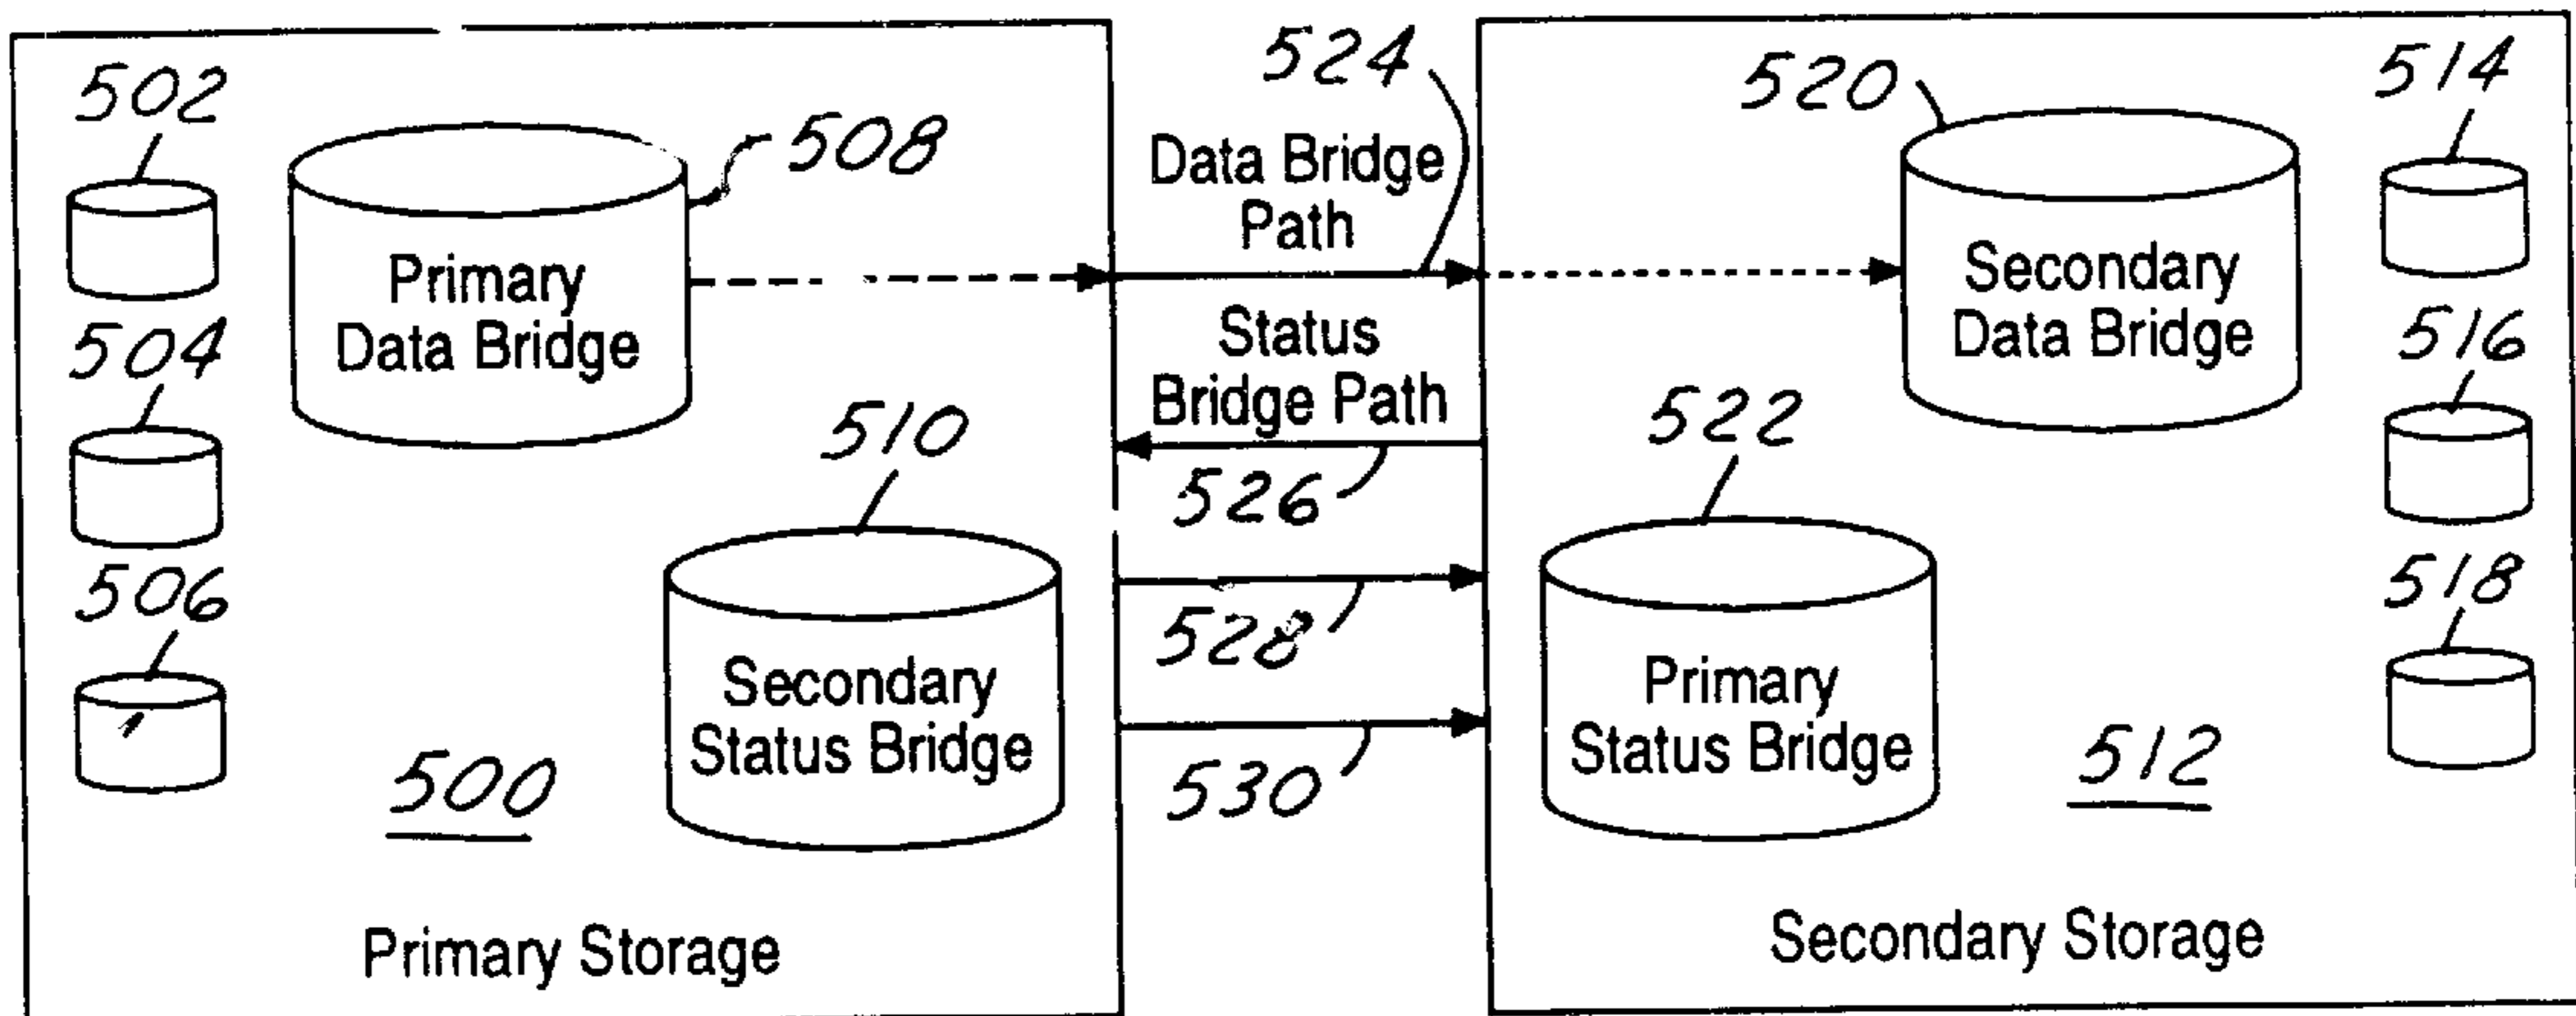 502
508
Primary
Data Bridge
504
510
506
Secondary
Status Bridge
500
Primary Storage
524
Data Bridge
Path
Status
Bridge Path
526
528
530
520
514
Secondary
Data Bridge
516
522
518
Primary
Status Bridge
512
Secondary Storage